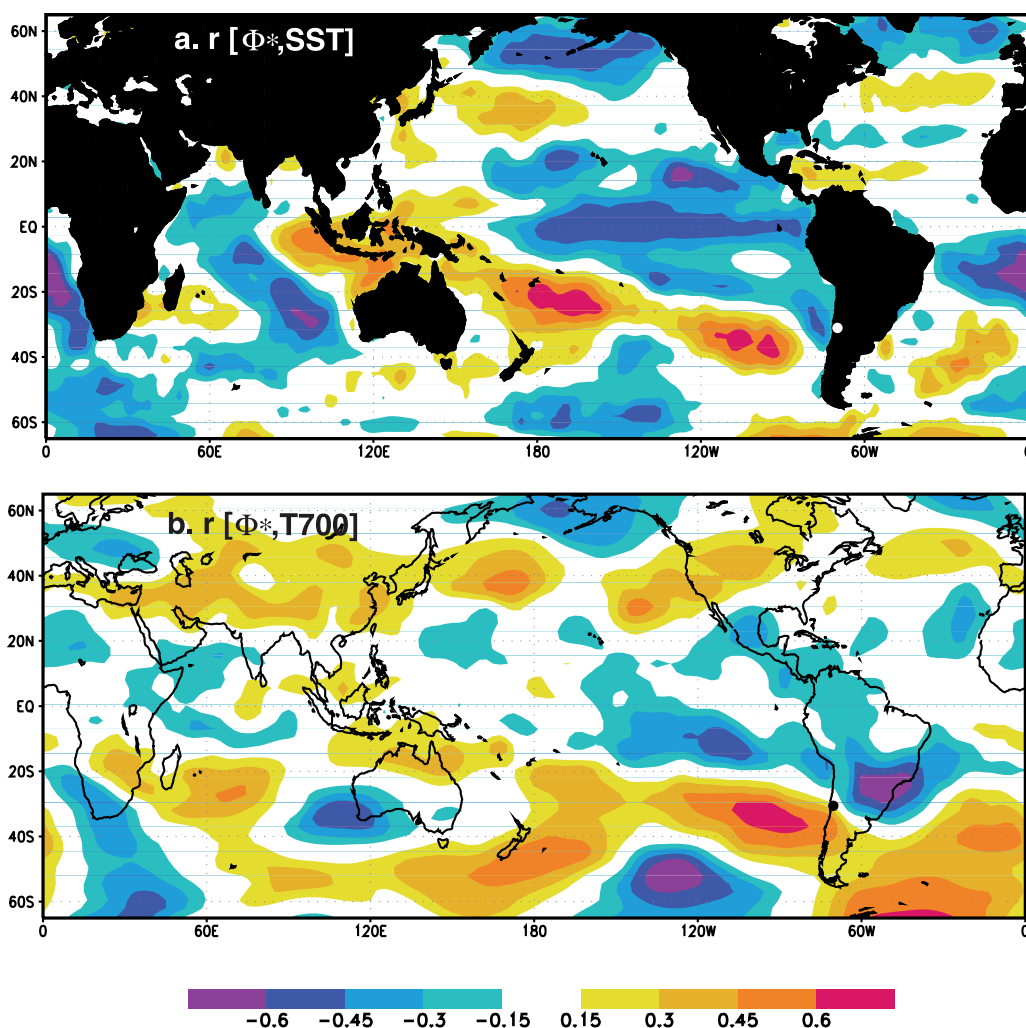 a. r [Φ*,SST]
60N
40N
20N
EQ
20S
40S
60S
0 60E 120E 180 120W 60W 0
b. r [Φ*,T700]
60N
40N
20N
EQ
20S
40S
60S
0 60E 120E 180 120W 60W 0
−0.6 −0.45 −0.3 −0.15 0.15 0.3 0.45 0.6